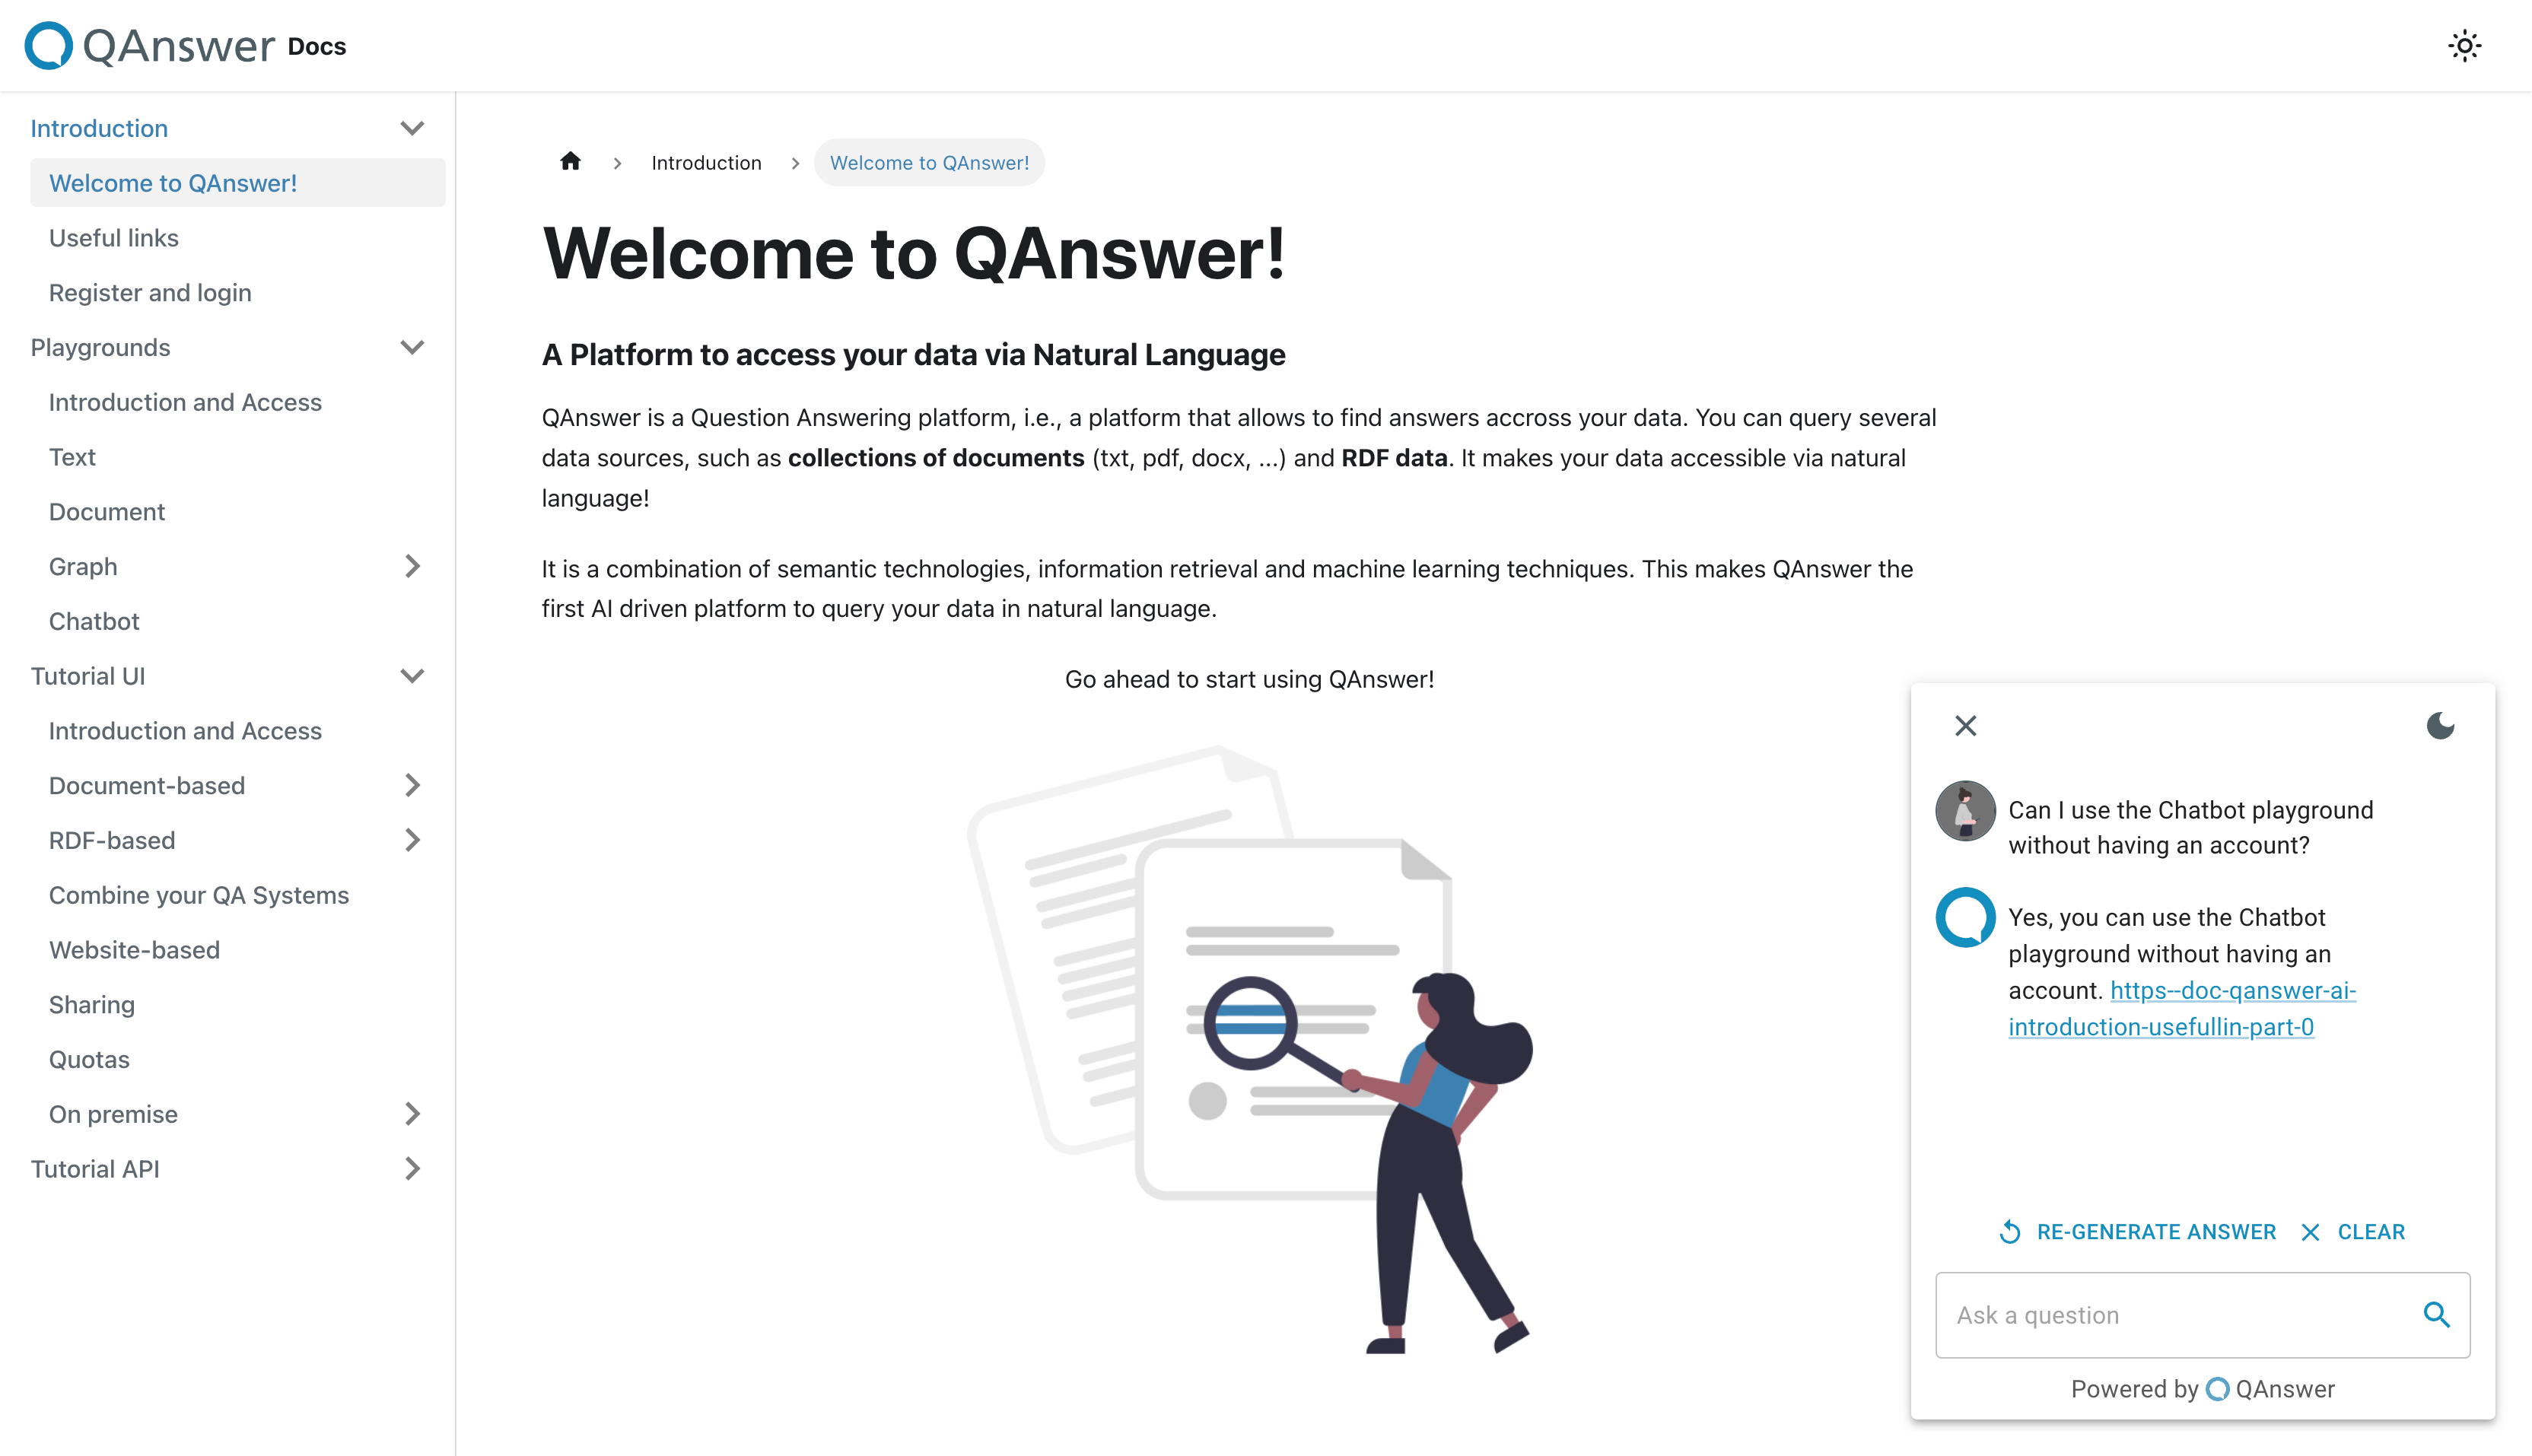 QAnswer Docs
Introduction
Welcome to QAnswer!
Useful links
Register and login
Playgrounds
Introduction and Access
Text
Document
Graph
Chatbot
Tutorial UI
Introduction and Access
Document-based
RDF-based
Combine your QA Systems
Website-based
Sharing
Quotas
On premise
Tutorial API
Introduction
Welcome to QAnswer!
Welcome to QAnswer!
A Platform to access your data via Natural Language
QAnswer is a Question Answering platform, i.e., a platform that allows to find answers accross your data. You can query several
data sources, such as collections of documents (txt, pdf, docx, ...) and RDF data. It makes your data accessible via natural
language!
It is a combination of semantic technologies, information retrieval and machine learning techniques. This makes QAnswer the
first AI driven platform to query your data in natural language.
Go ahead to start using QAnswer!
Can I use the Chatbot playground
without having an account?
Yes, you can use the Chatbot
playground without having an
account. https--doc-qanswer-ai-
introduction-usefullin-part-0
RE-GENERATE ANSWER CLEAR
Ask a question
Powered by QAnswer